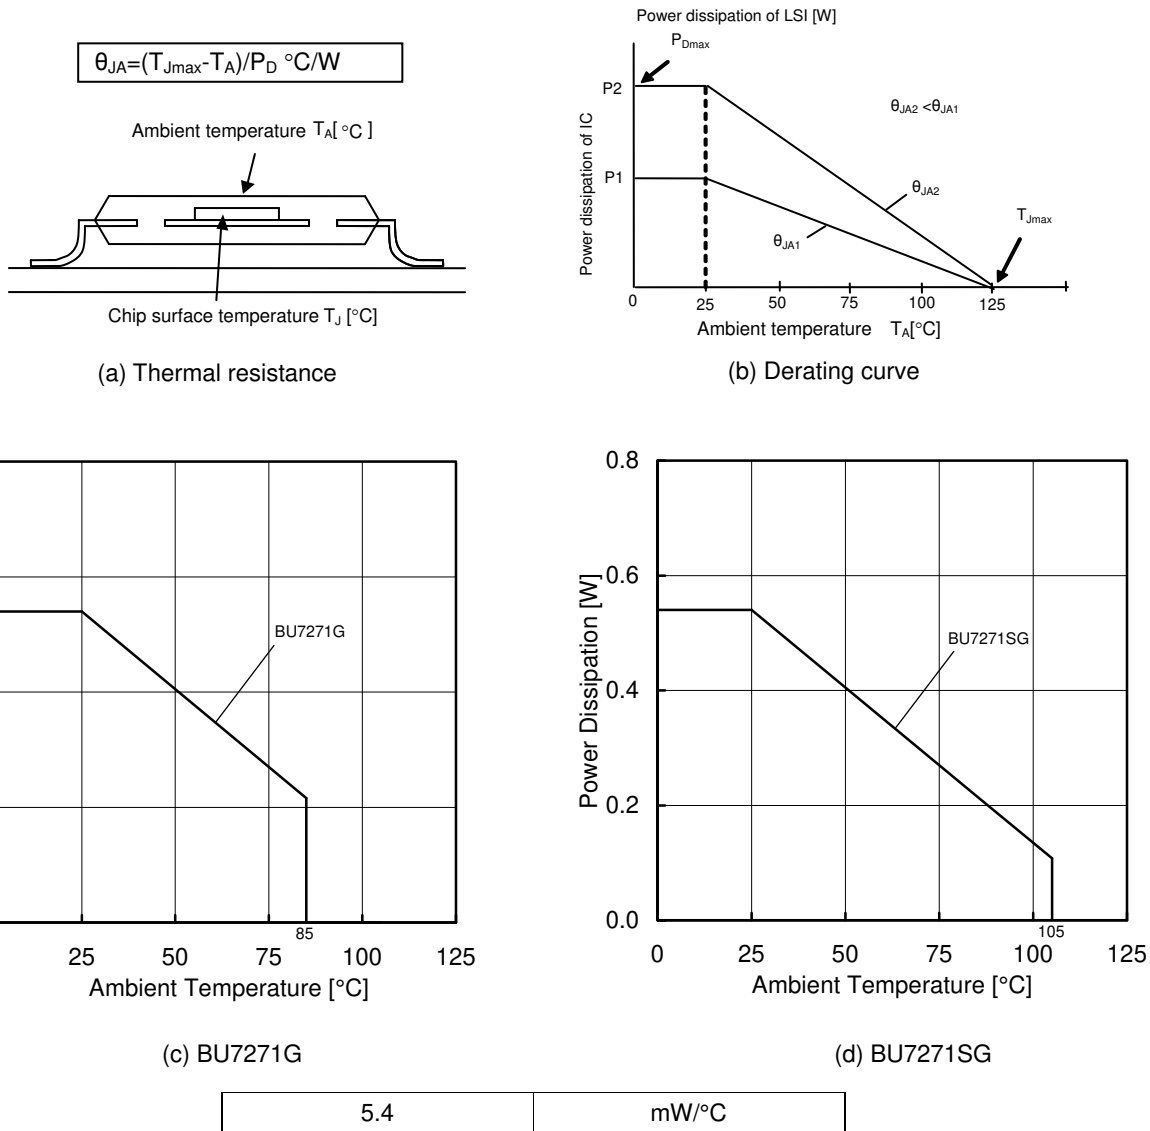 θJA=(TJmax-TA)/PD °C/W
Ambient temperature TA[ °C ]
Chip surface temperature TJ [°C]
(a) Thermal resistance
Power dissipation of LSI [W]
PDmax
P2
θJA2 <θJA1
Power dissipation of IC
P1
θJA2
TJmax
θJA1
0 25 50 75 100 125
Ambient temperature TA[°C]
(b) Derating curve
BU7271G
85
25 50 75 100 125
Ambient Temperature [°C]
(c) BU7271G
0.8
0.6
Power Dissipation [W]
BU7271SG
0.4
0.2
0.0
105
0 25 50 75 100 125
Ambient Temperature [°C]
(d) BU7271SG
5.4 mW/°C